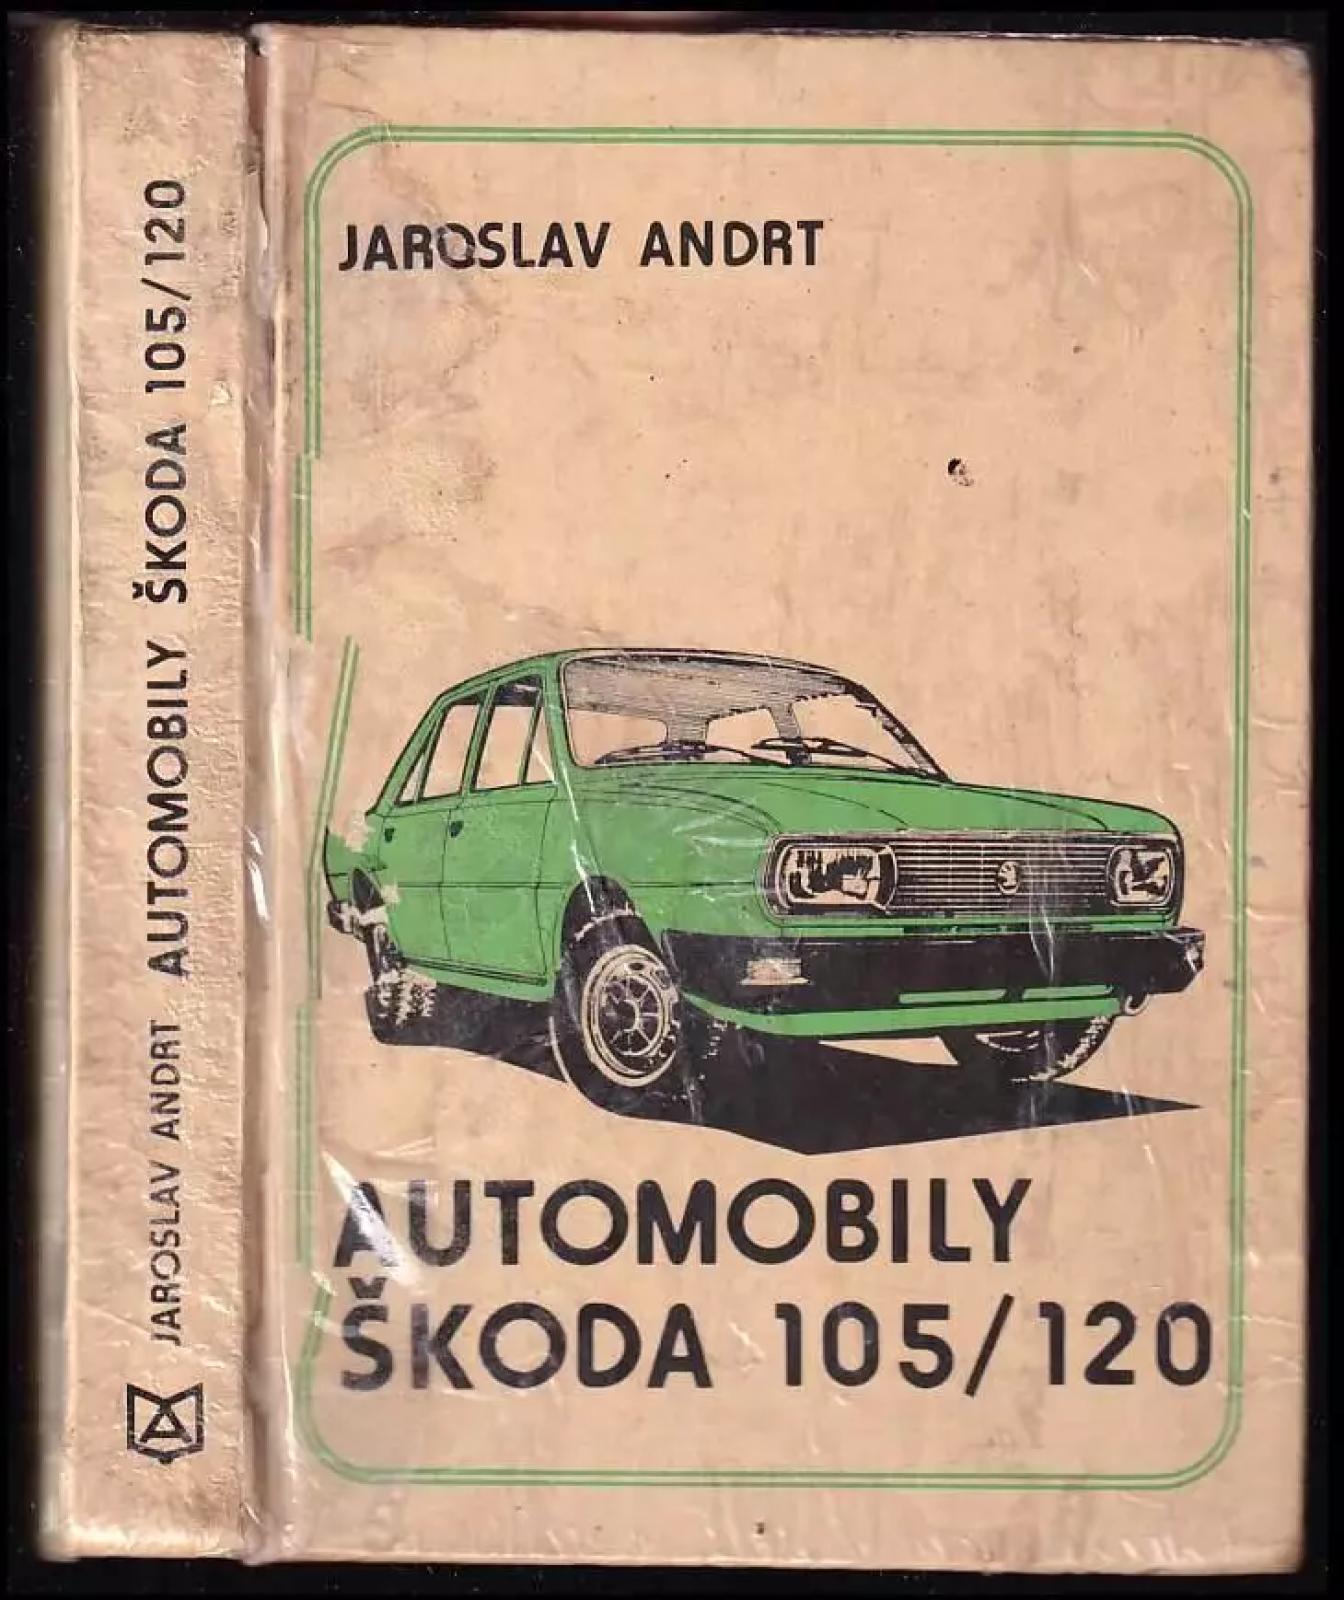 JAROSLAV ANDRT AUTOMOBILY ŠKODA 105/120
JAROSLAV ANDRT
AUTOMOBILY
ŠKODA 105/120